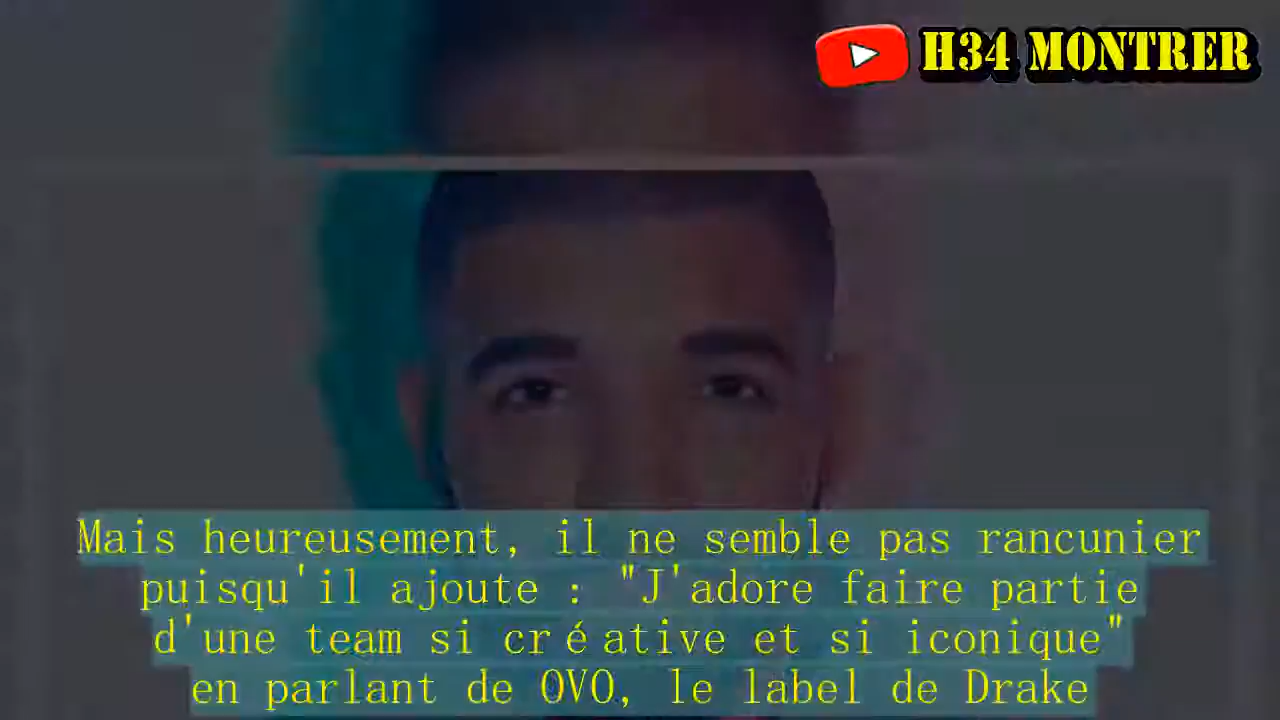 H34 MONTRER
Mais heureusement, il ne semble pas rancunier
puisqu'il ajoute : "J'adore faire partie
d'une team si créative et si iconique"
en parlant de OVO, le label de Drake